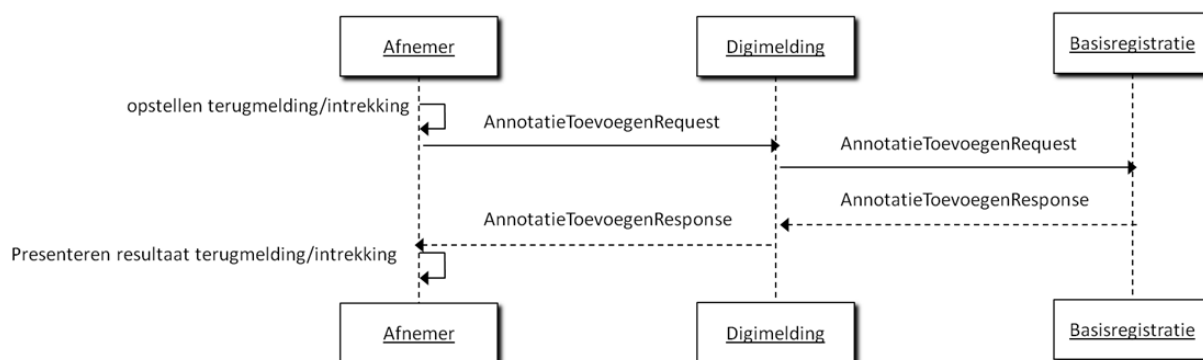 Afnemer
Digimelding
Basisregistratie
opstellen terugmelding/intrekking
AnnotatieToevoegenRequest
AnnotatieToevoegenRequest
AnnotatieToevoegenResponse
AnnotatieToevoegenResponse
Presenteren resultaat terugmelding/intrekking
Afnemer
Digimelding
Basisregistratie